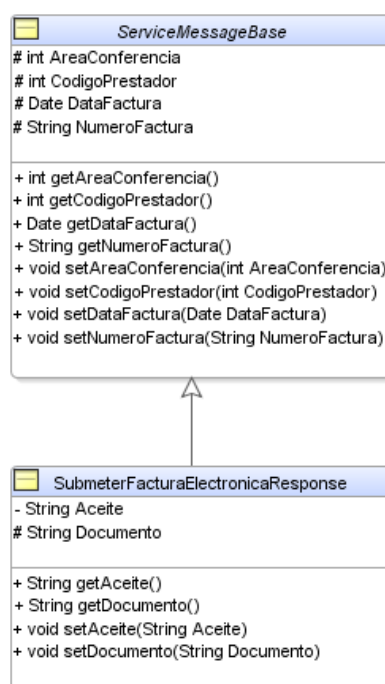 ServiceMessageBase
# int AreaConferencia
# int CodigoPrestador
# Date DataFactura
# String NumeroFactura
+ int getAreaConferencia()
+ int getCodigoPrestador()
+ Date getDataFactura()
+ String getNumeroFactura()
+ void setAreaConferencia(int AreaConferencia)
+ void setCodigoPrestador(int CodigoPrestador)
+ void setDataFactura(Date DataFactura)
+ void setNumeroFactura(String NumeroFactura)
SubmeterFacturaElectronicaResponse
- String Aceite
# String Documento
+ String getAceite()
+ String getDocumento()
+ void setAceite(String Aceite)
+ void setDocumento(String Documento)